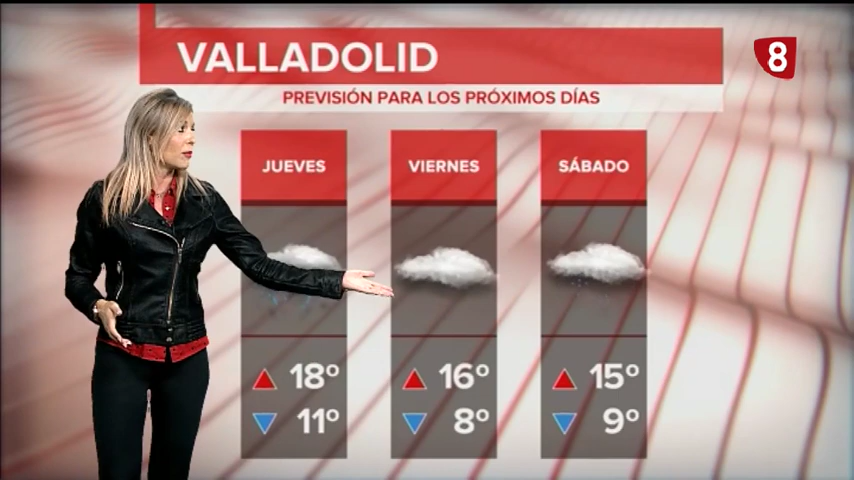 VALLADOLID
8
PREVISIÓN PARA LOS PRÓXIMOS DÍAS
JUEVES
VIERNES
SÁBADO
18º
16º
15º
11º
8º
9º